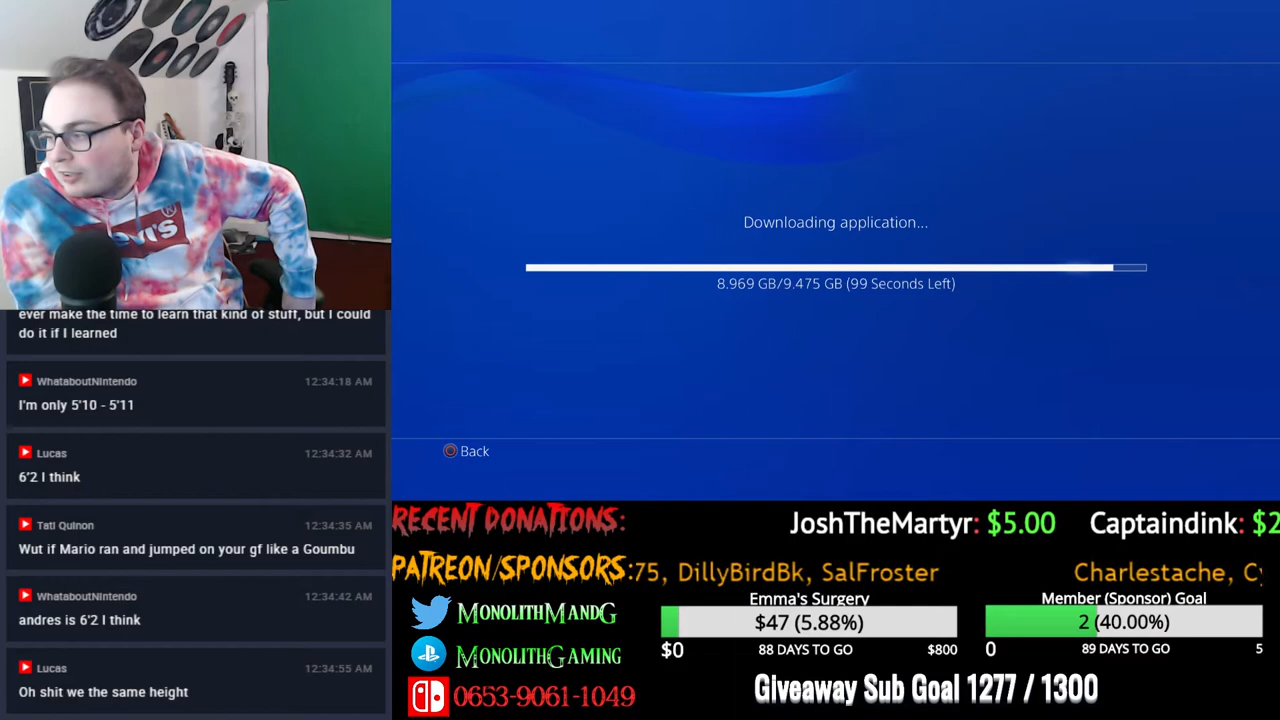 Downloading application...
8.969 GB/9.475 GB (99 Seconds Left)
Back
ever make the time to learn that kind of stuff, but I could
do it if I learned
WhataboutNintendo 12:34:18 AM
I'm only 5'10 - 5'11
Lucas 12:34:32 AM
6'2 I think
Tati Quinon 12:34:35 AM
Wut if Mario ran and jumped on your gf like a Goumbu
WhataboutNintendo 12:34:42 AM
andres is 6'2 I think
Lucas 12:34:55 AM
Oh shit we the same height
RECENT DONATIONS: JoshTheMartyr: $5.00 Captaindink: $2
PATREON/SPONSORS: 75, DillyBirdBk, SalFroster Charlestache, Cy
MonolithMandG
MonolithGaming
0653-9061-1049
Emma's Surgery
$47 (5.88%)
$0 88 DAYS TO GO $800
Member (Sponsor) Goal
2 (40.00%)
0 89 DAYS TO GO 5
Giveaway Sub Goal 1277 / 1300